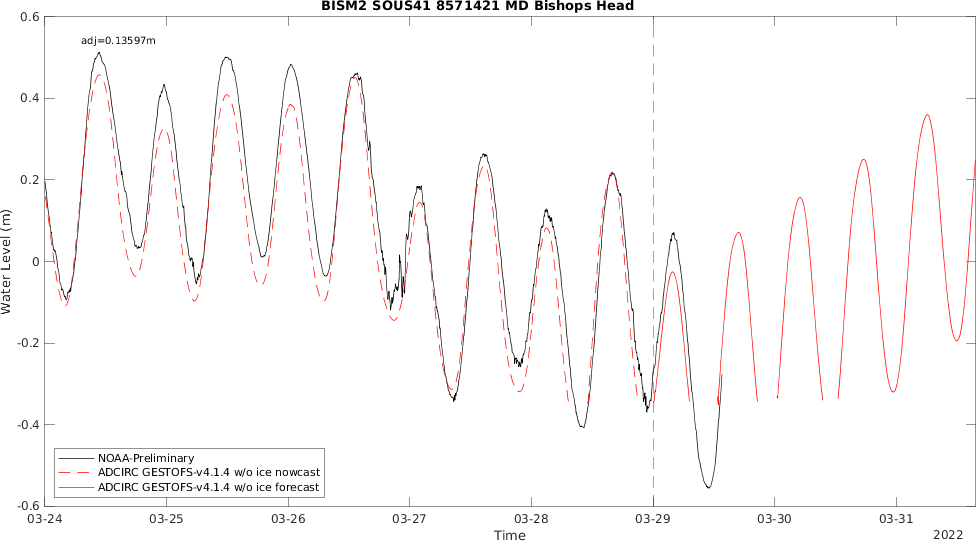 BISM2 SOUS41 8571421 MD Bishops Head
adj=0.13597m
0.6
0.4
0.2
0
-0.2
-0.4
-0.6
Water Level (m)
NOAA-Preliminary
ADCIRC GESTOFS-v4.1.4 w/o ice nowcast
ADCIRC GESTOFS-v4.1.4 w/o ice forecast
03-24 03-25 03-26 03-27 03-28 03-29 03-30 03-31
Time
2022